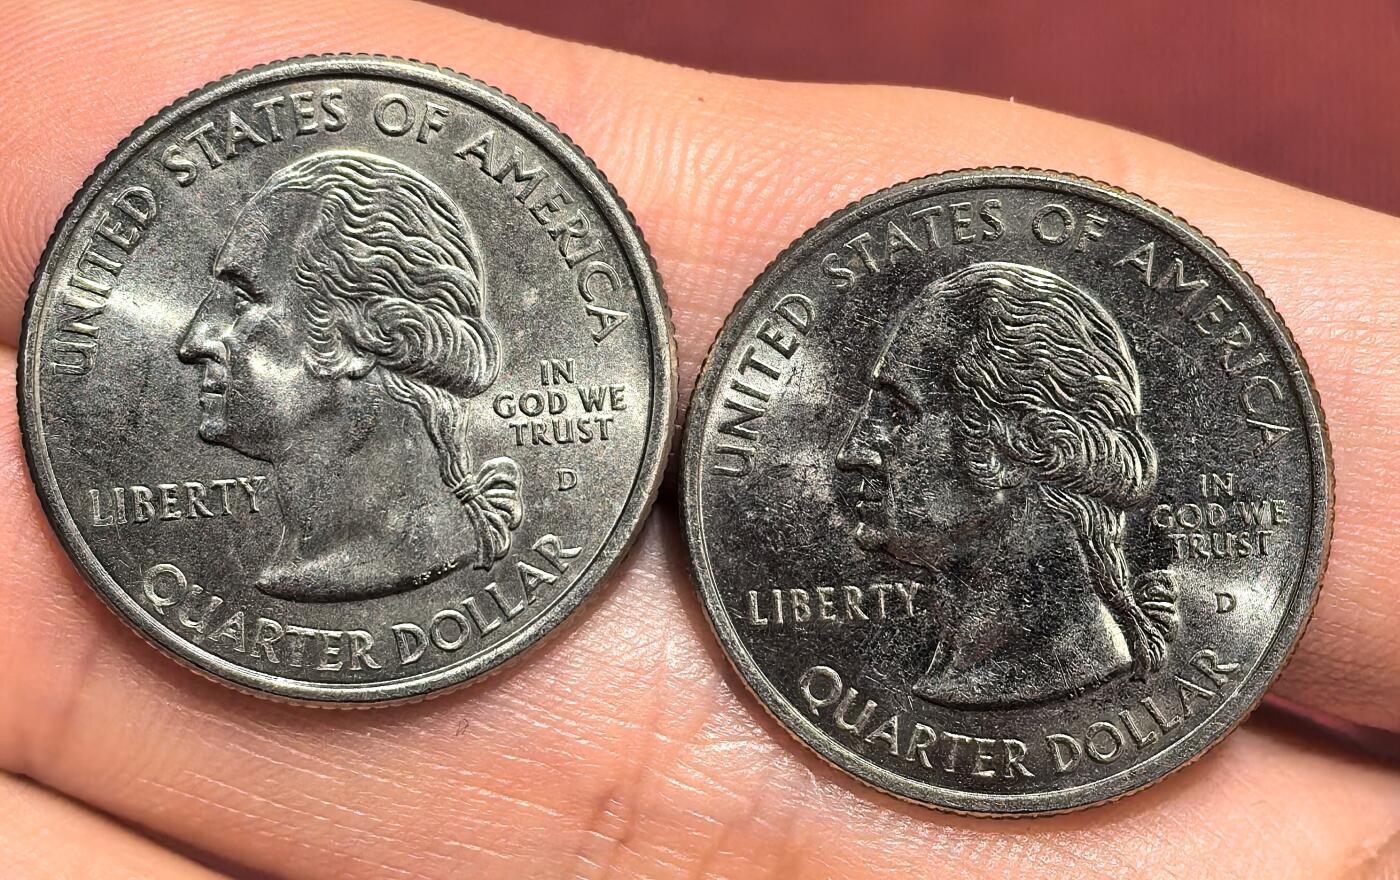 UNITED STATES OF AMERICA
IN
GOD WE
TRUST
LIBERTY
D
QUARTER DOLLAR
UNITED STATES OF AMERICA
IN
GOD WE
TRUST
LIBERTY
D
QUARTER DOLLAR